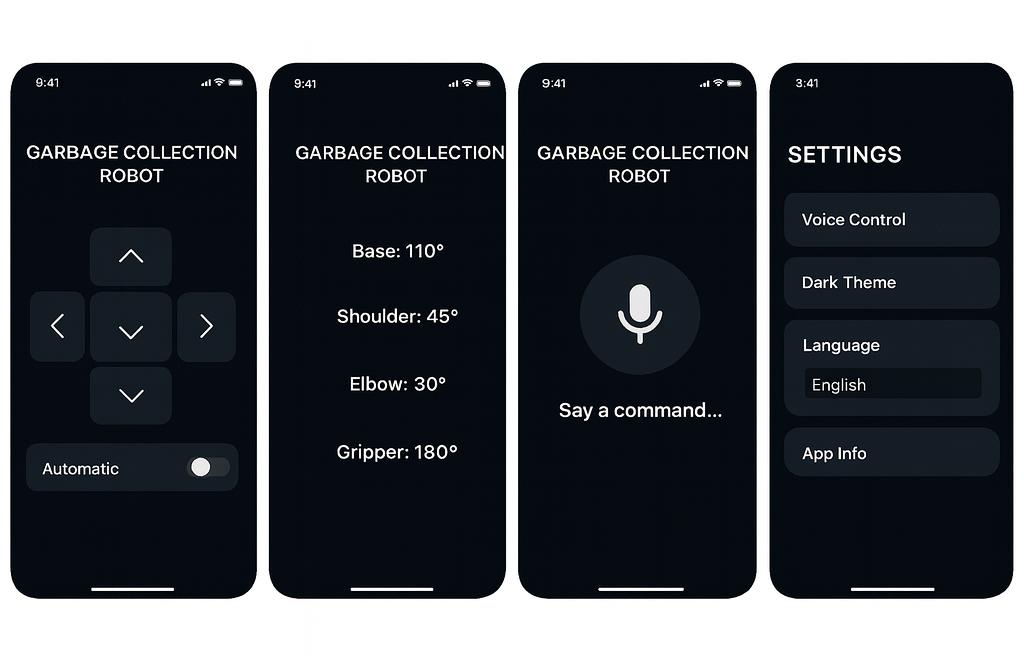 9:41
GARBAGE COLLECTION
ROBOT
Automatic
9:41
GARBAGE COLLECTION
ROBOT
Base: 110°
Shoulder: 45°
Elbow: 30°
Gripper: 180°
9:41
GARBAGE COLLECTION
ROBOT
Say a command...
3:41
SETTINGS
Voice Control
Dark Theme
Language
English
App Info